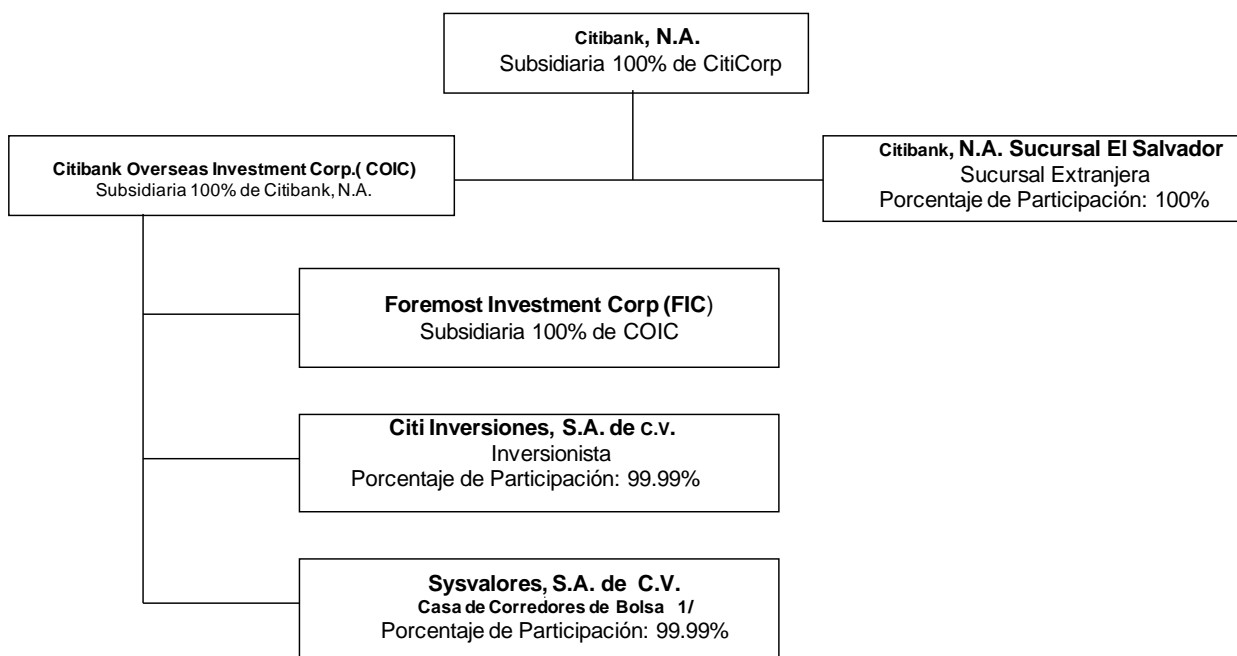 Citibank, N.A.
Subsidiaria 100% de CitiCorp
Citibank Overseas Investment Corp.( COIC)
Subsidiaria 100% de Citibank, N.A.
Citibank, N.A. Sucursal El Salvador
Sucursal Extranjera
Porcentaje de Participación: 100%
Foremost Investment Corp (FIC)
Subsidiaria 100% de COIC
Citi Inversiones, S.A. de C.V.
Inversionista
Porcentaje de Participación: 99.99%
Sysvalores, S.A. de C.V.
Casa de Corredores de Bolsa 1/
Porcentaje de Participación: 99.99%